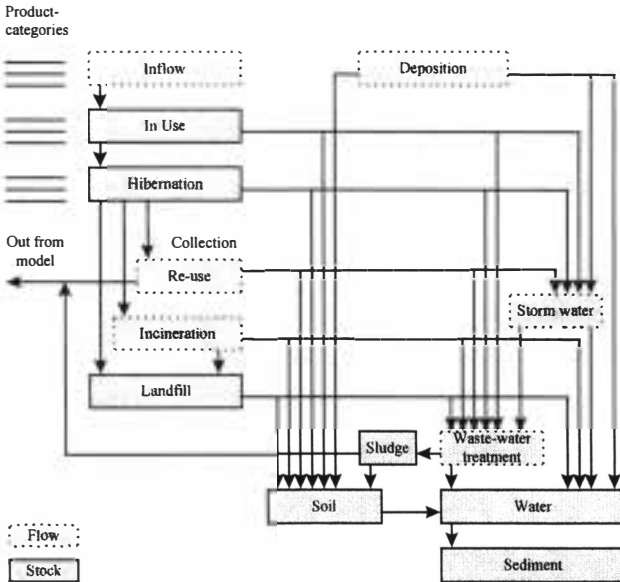 Product-
categories
Inflow
Deposition
In Use
Hibernation
Out from
model
Collection
Re-use
Storm water
Incineration
Landfill
Sludge
Waste-water
treatment
Soil
Water
Flow
Stock
Sediment